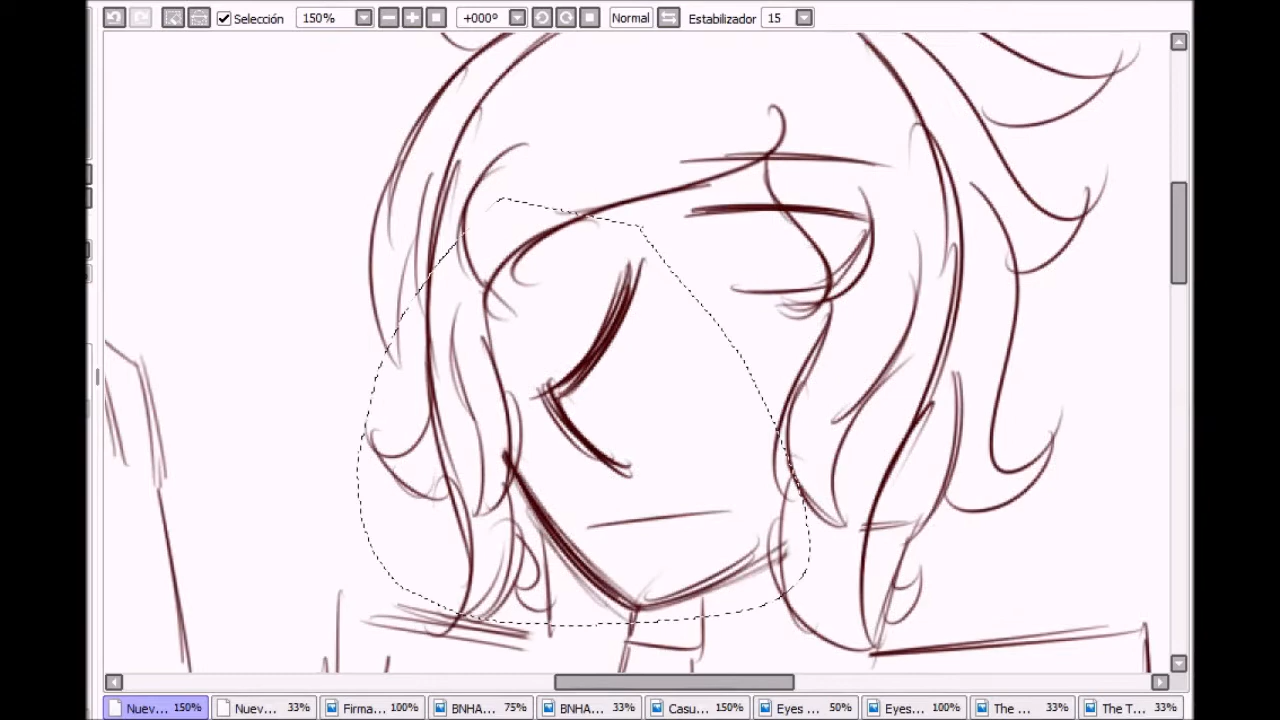 Selección 150% +000º Normal Estabilizador 15
Nuev... 150% Nuev... 33% Firma... 100% BNHA... 75% BNHA... 33% Casu... 150% Eyes ... 50% Eyes... 100% The ... 33% The T... 33%